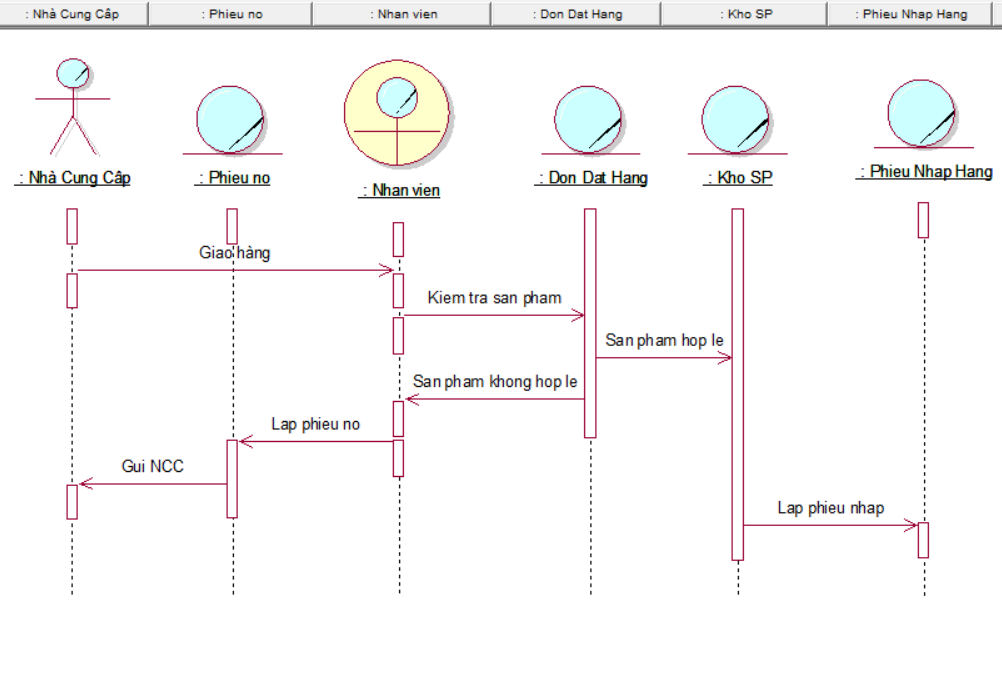 : Nhà Cung Câp
: Phieu no
: Nhan vien
: Don Dat Hang
: Kho SP
: Phieu Nhap Hang
: Nhà Cung Câp
: Phieu no
: Nhan vien
: Don Dat Hang
: Kho SP
: Phieu Nhap Hang
Giao hàng
Kiem tra san pham
San pham hop le
San pham khong hop le
Lap phieu no
Gui NCC
Lap phieu nhap